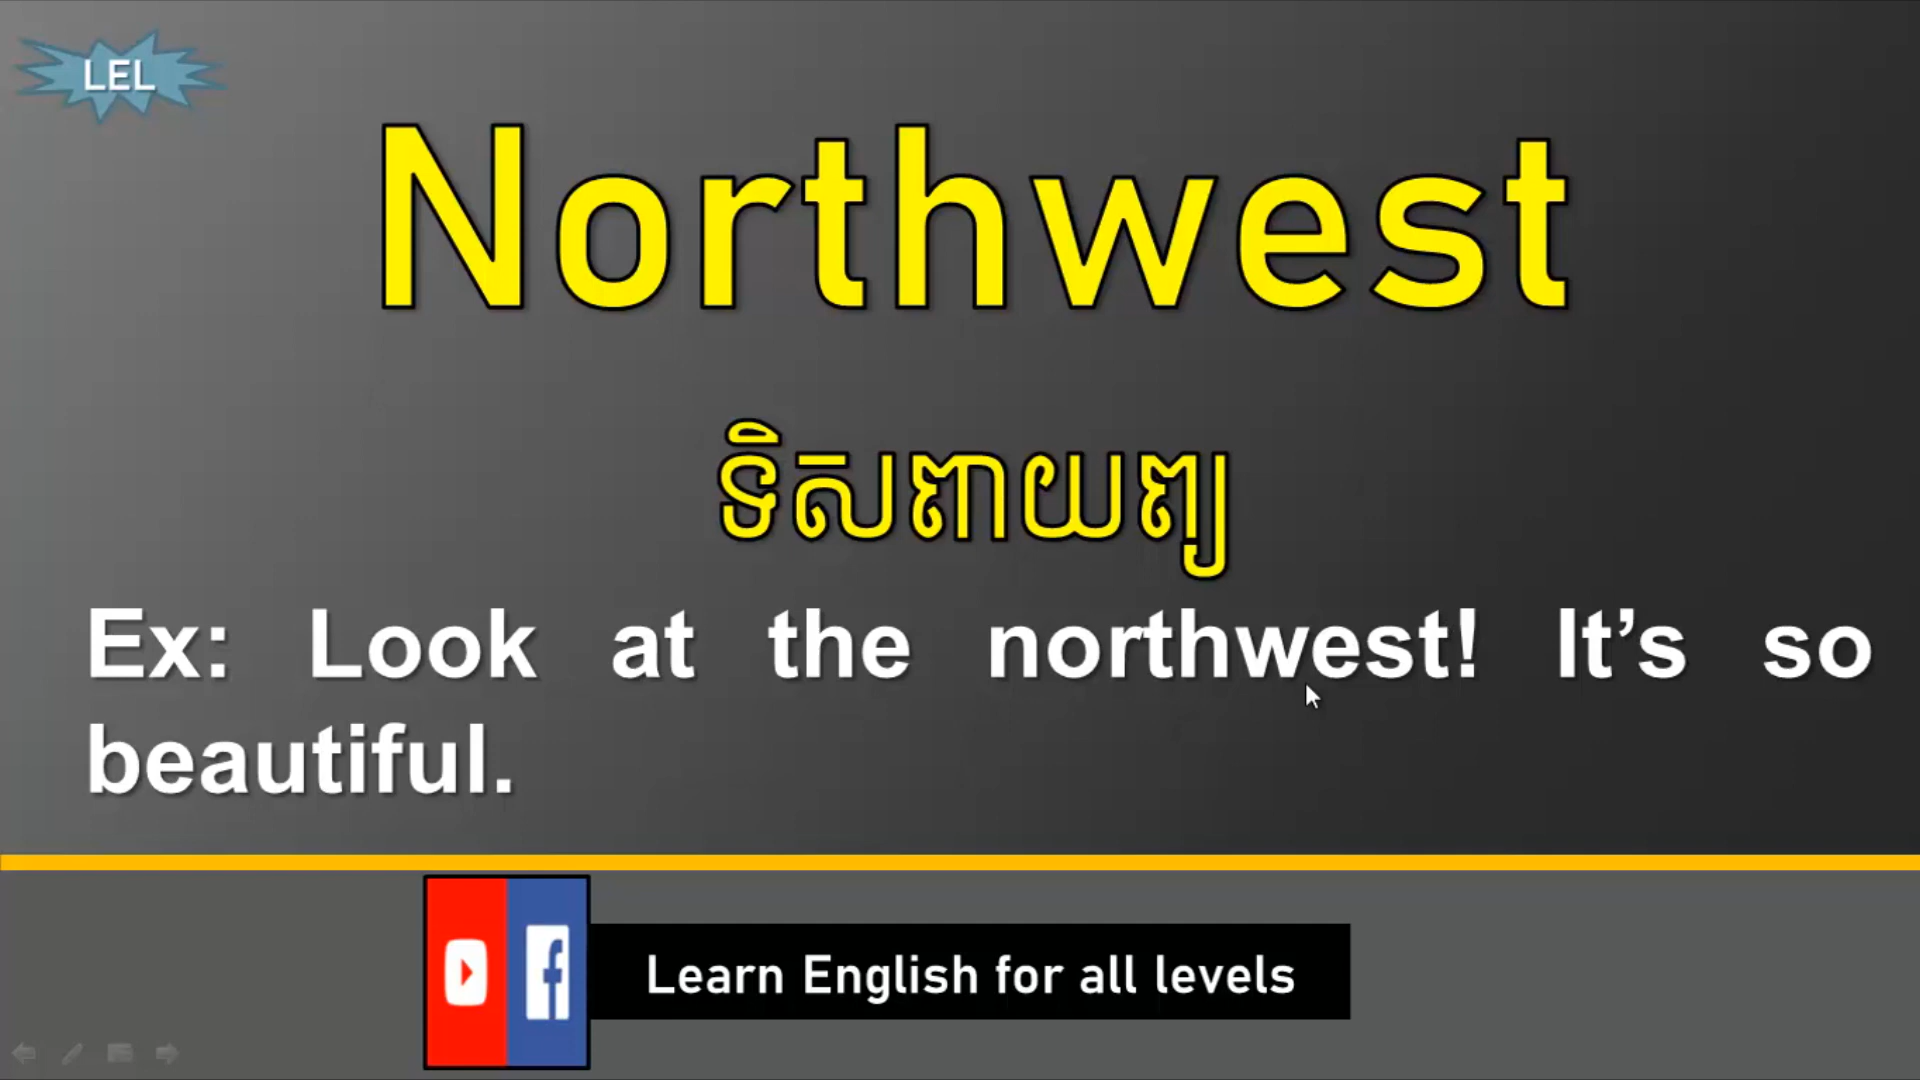 LEL
Northwest
ទិសពាយព្យ
Ex: Look at the northwest! It’s so
beautiful.
Learn English for all levels